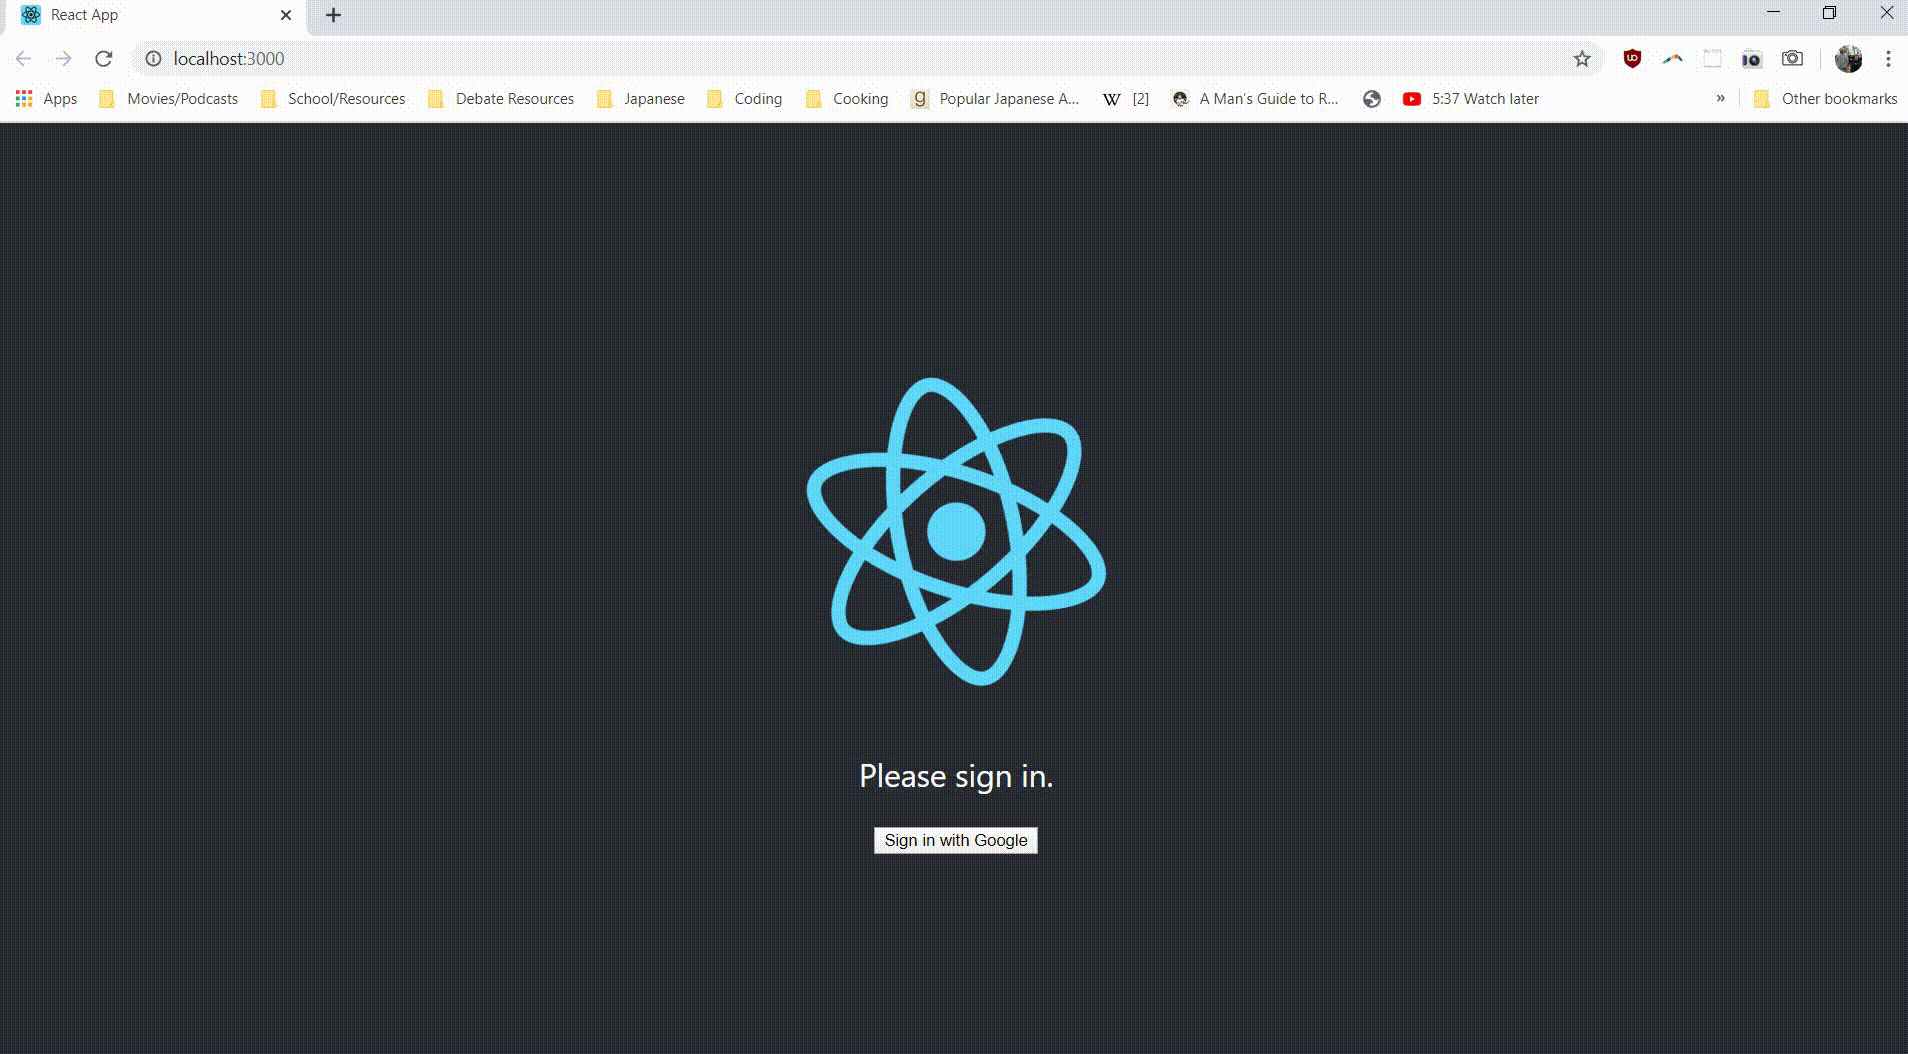 React App
localhost:3000
Apps Movies/Podcasts School/Resources Debate Resources Japanese Coding Cooking g Popular Japanese A... W [2] A Man's Guide to R... 5:37 Watch later » Other bookmarks
Please sign in.
Sign in with Google